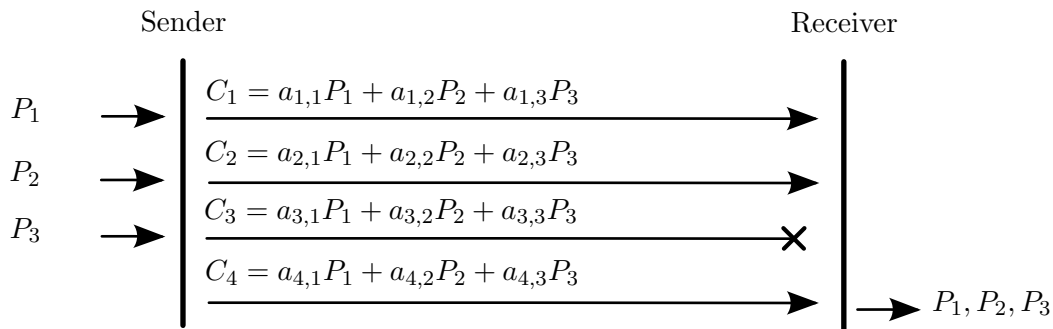 Sender
Receiver
P₁
C₁ = a₁,₁P₁ + a₁,₂P₂ + a₁,₃P₃
P₂
C₂ = a₂,₁P₁ + a₂,₂P₂ + a₂,₃P₃
P₃
C₃ = a₃,₁P₁ + a₃,₂P₂ + a₃,₃P₃
C₄ = a₄,₁P₁ + a₄,₂P₂ + a₄,₃P₃
P₁, P₂, P₃